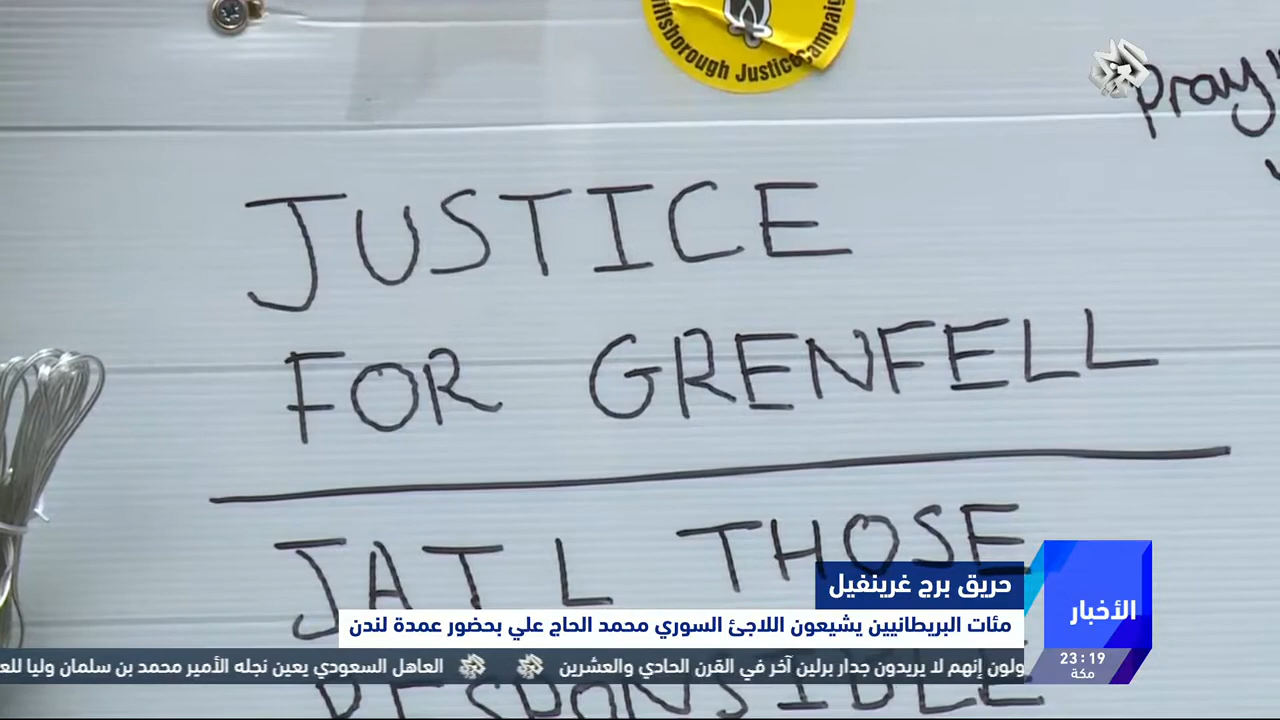 Hillsborough Justice Campaign
Pray
JUSTICE
FOR GRENFELL
JAIL THOSE
RESPONSIBLE
حريق برج غرينفيل
مئات البريطانيين يشيعون اللاجئ السوري محمد الحاج علي بحضور عمدة لندن
الأخبار
23:19
مكة
ولون إنهم لا يريدون جدار برلين آخر في القرن الحادي والعشرين العاهل السعودي يعين نجله الأمير محمد بن سلمان وليا للع